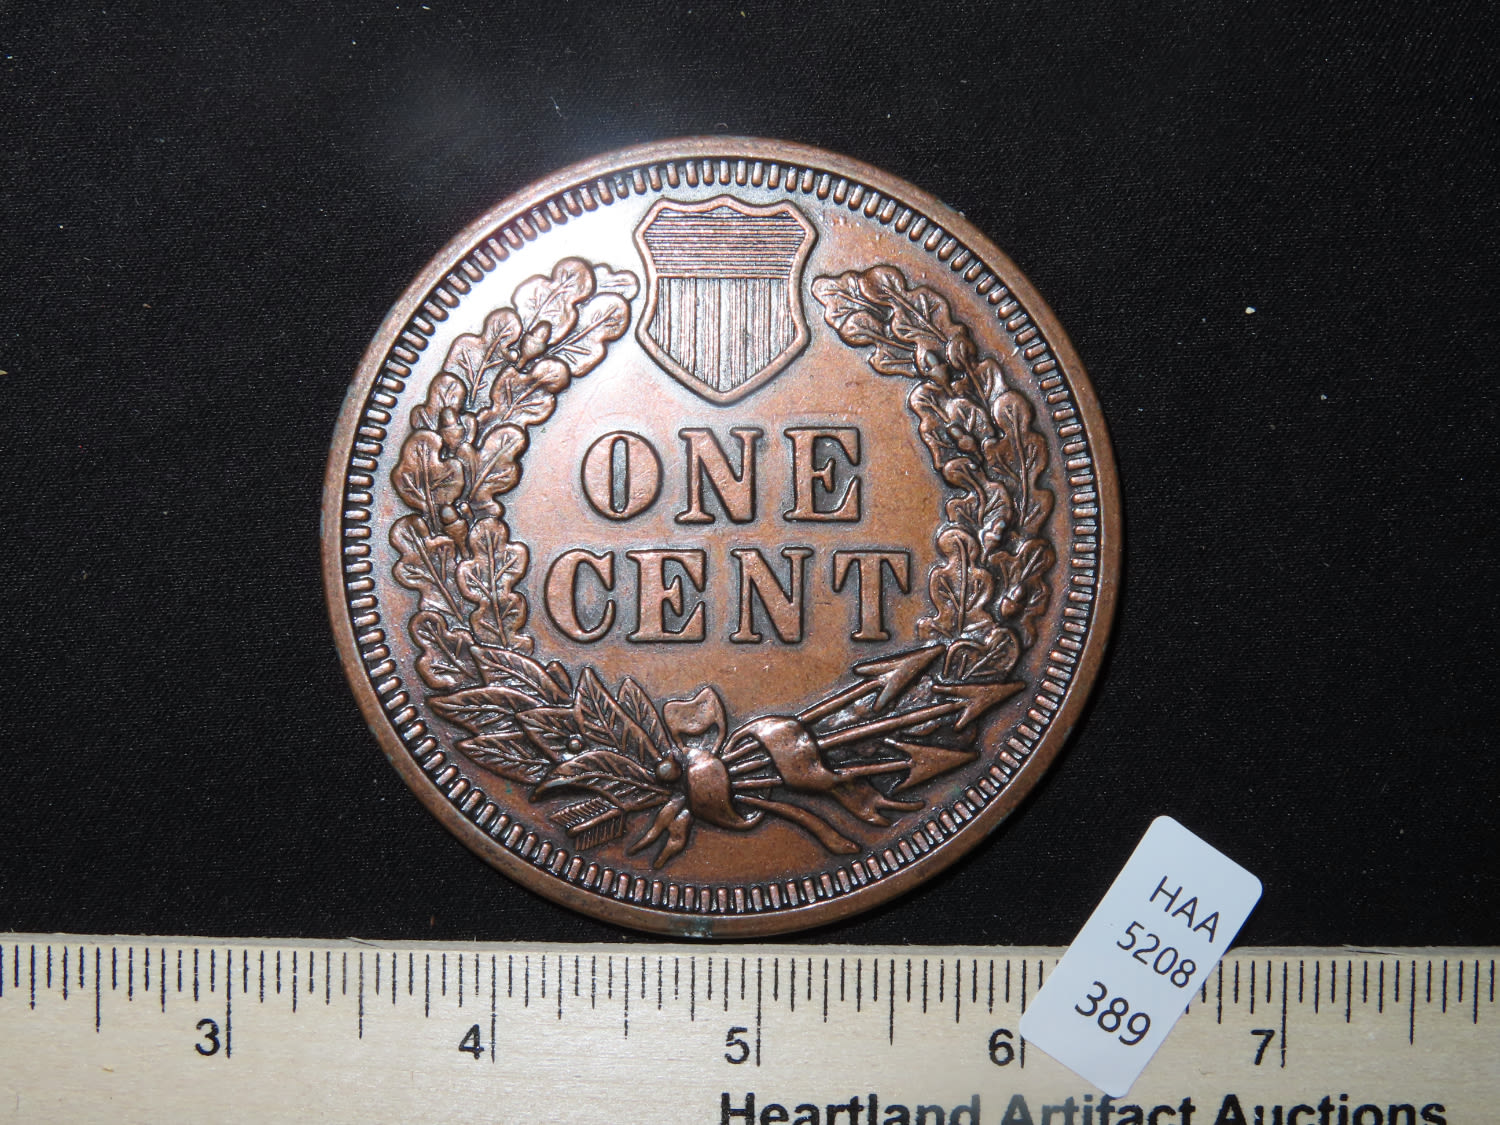 ONE
CENT
HAA
5208
389
3 4 5 6 7
Heartland Artifact Auctions